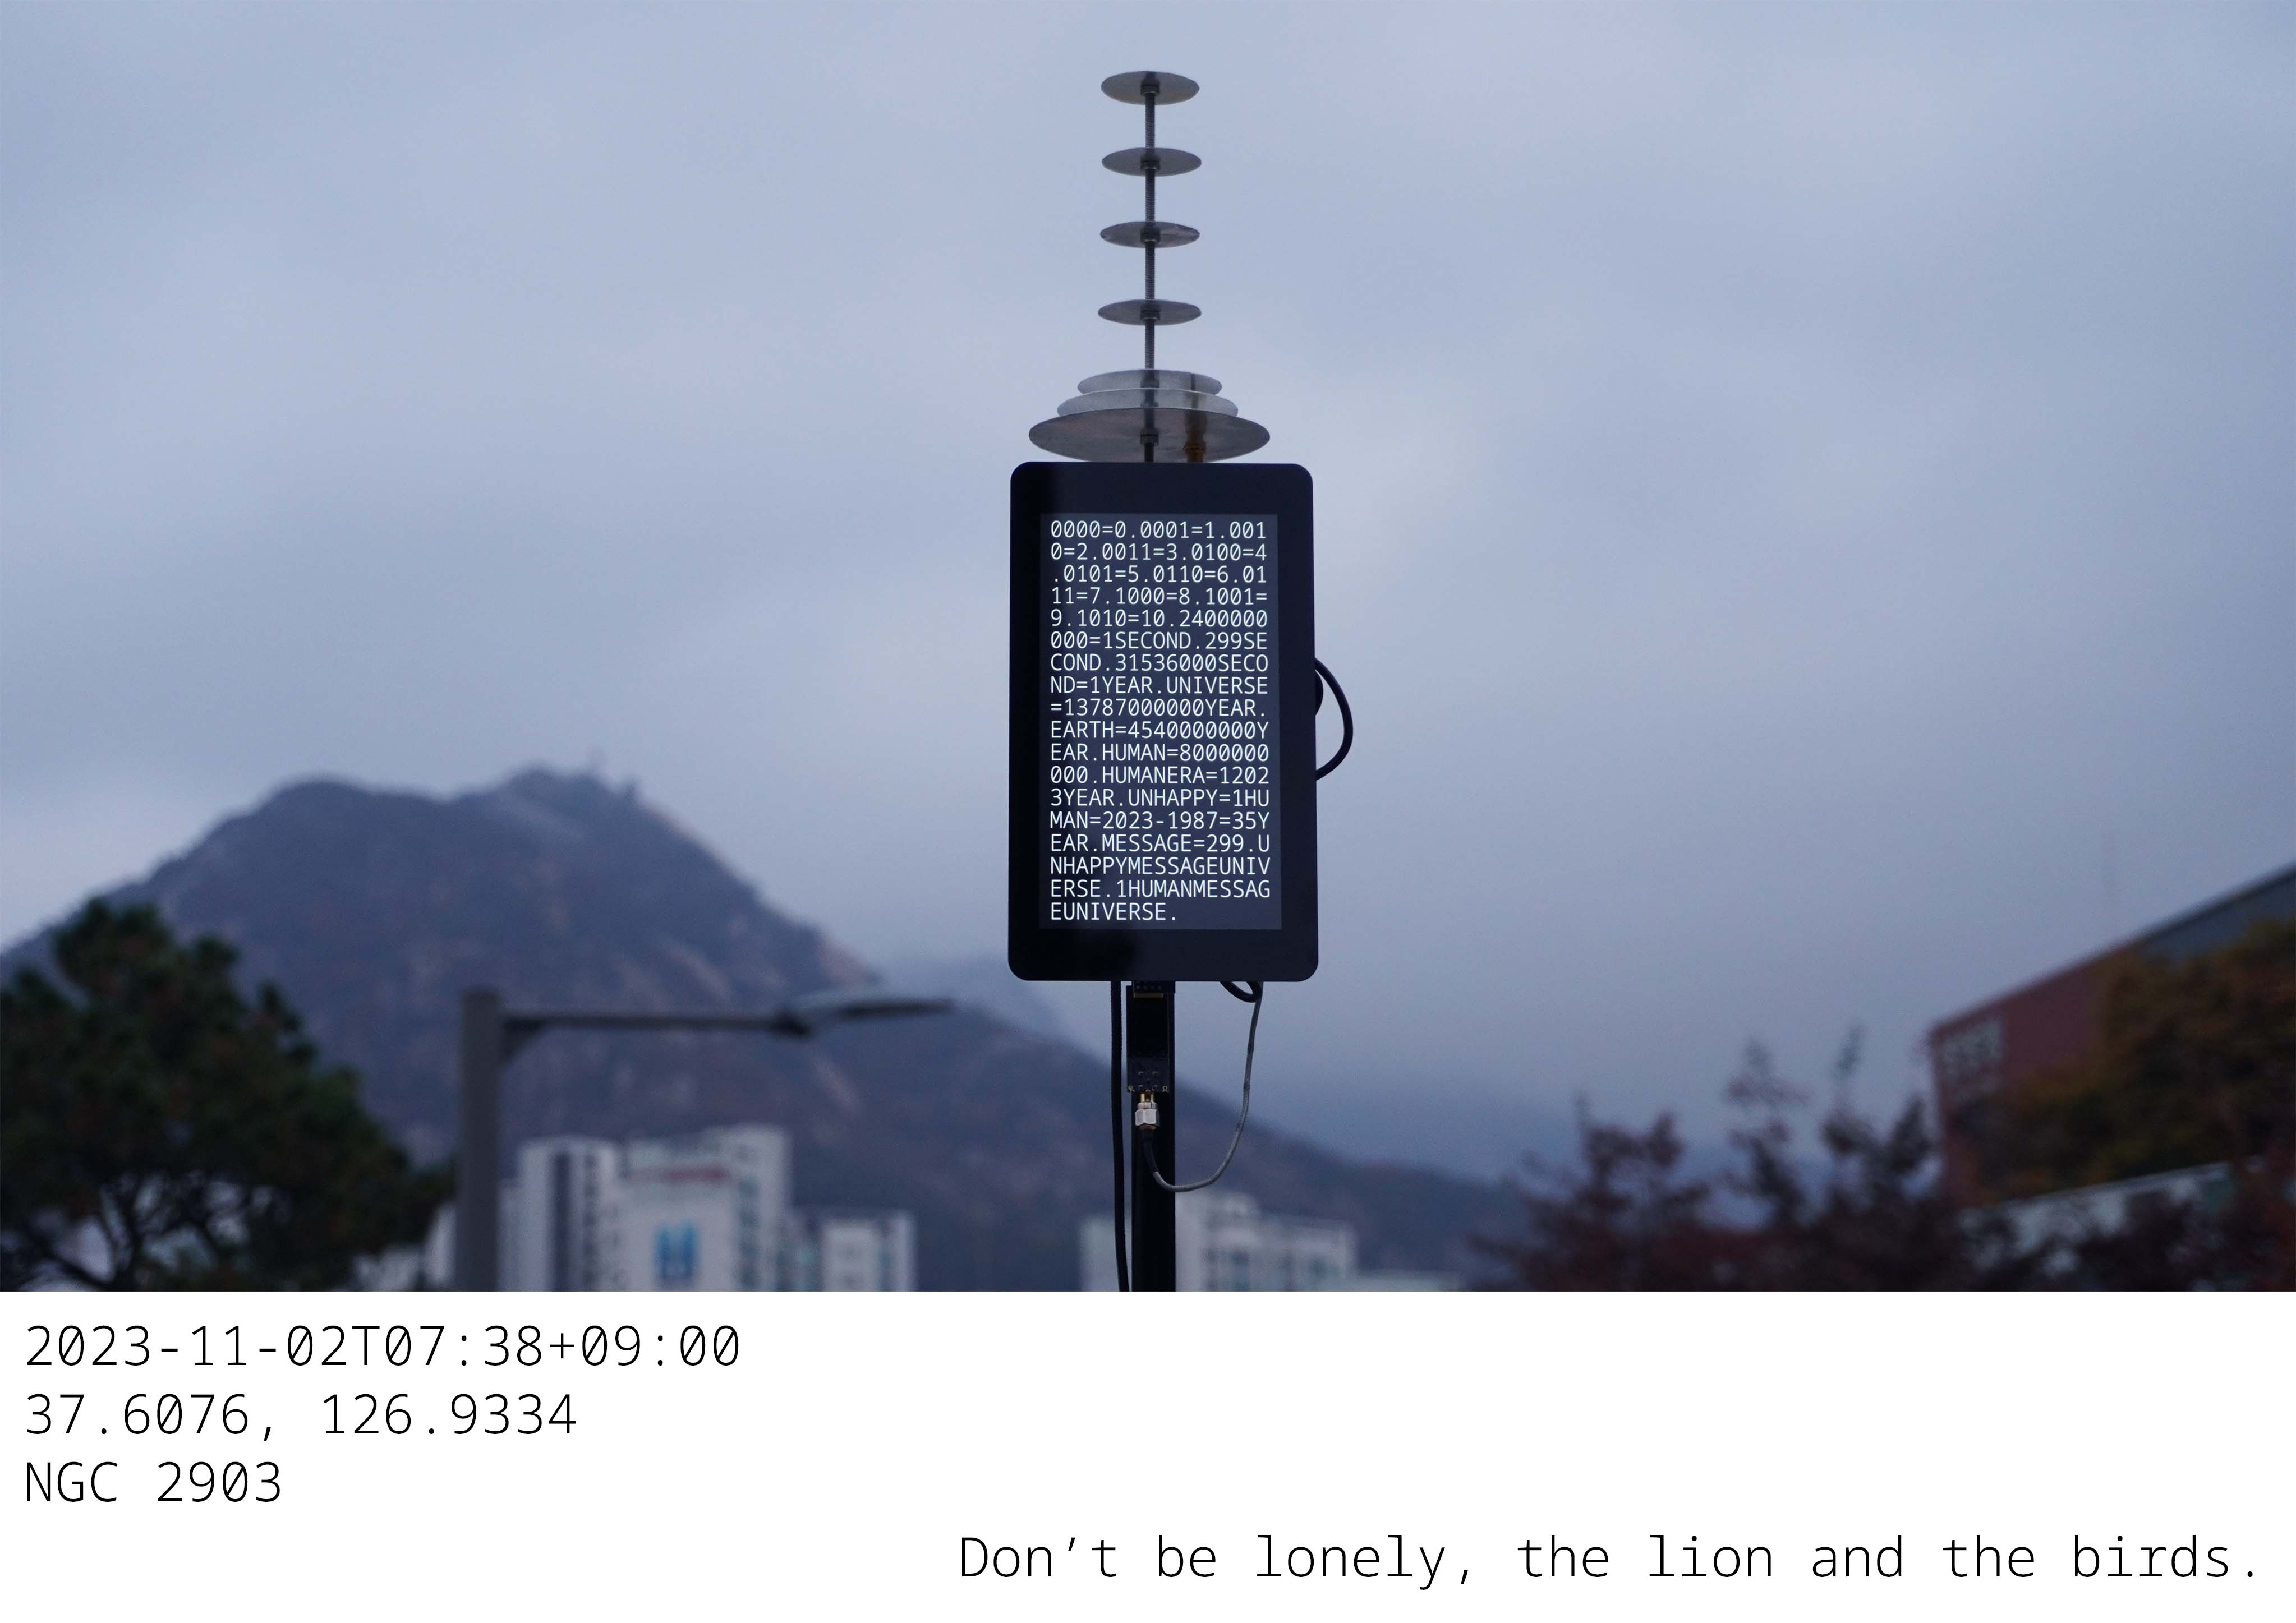 0000=0.0001=1.001
0=2.0011=3.0100=4
.0101=5.0110=6.01
11=7.1000=8.1001=
9.1010=10.2400000
000=1SECOND.299SE
COND.31536000SECO
ND=1YEAR.UNIVERSE
=13787000000YEAR.
EARTH=4540000000Y
EAR.HUMAN=8000000
000.HUMANERA=1202
3YEAR.UNHAPPY=1HU
MAN=2023-1987=35Y
EAR.MESSAGE=299.U
NHAPPYMESSAGEUNIV
ERSE.1HUMANMESSAG
EUNIVERSE.
2023-11-02T07:38+09:00
37.6076, 126.9334
NGC 2903
Don’t be lonely, the lion and the birds.